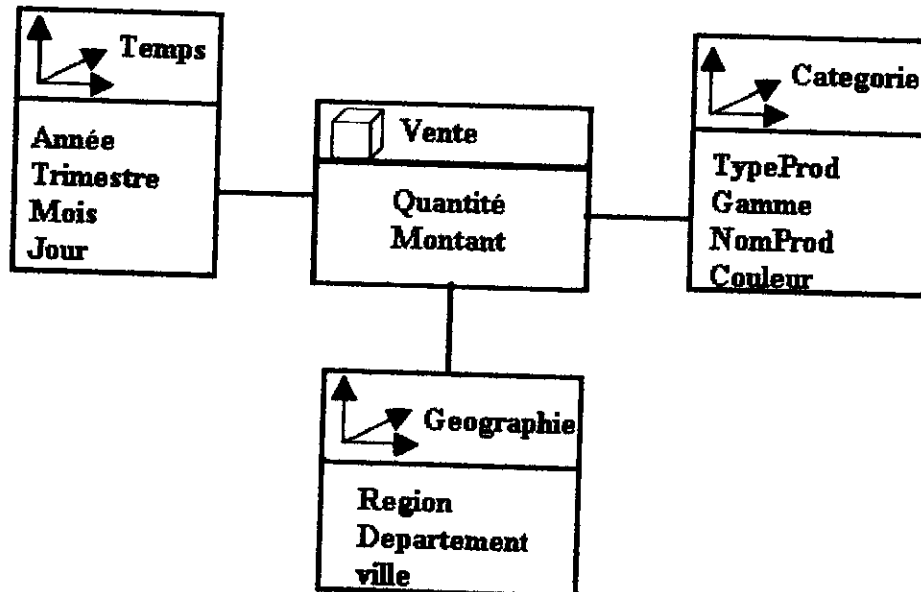 Temps
Année
Trimestre
Mois
Jour
Vente
Quantité
Montant
Categorie
TypeProd
Gamme
NomProd
Couleur
Geographie
Region
Departement
ville